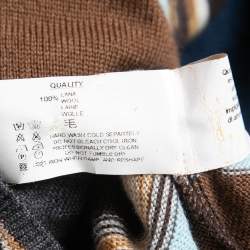 QUALITY
100% LANA
WOOL
LAINE
WOLLE
HAND WASH COLD SEPARATELY
DO NOT BLEACH COOL IRON
PROFESSIONALLY DRY CLEAN
DO NOT TUMBLE DRY
IRON WHEN DAMP AND RESHAPE